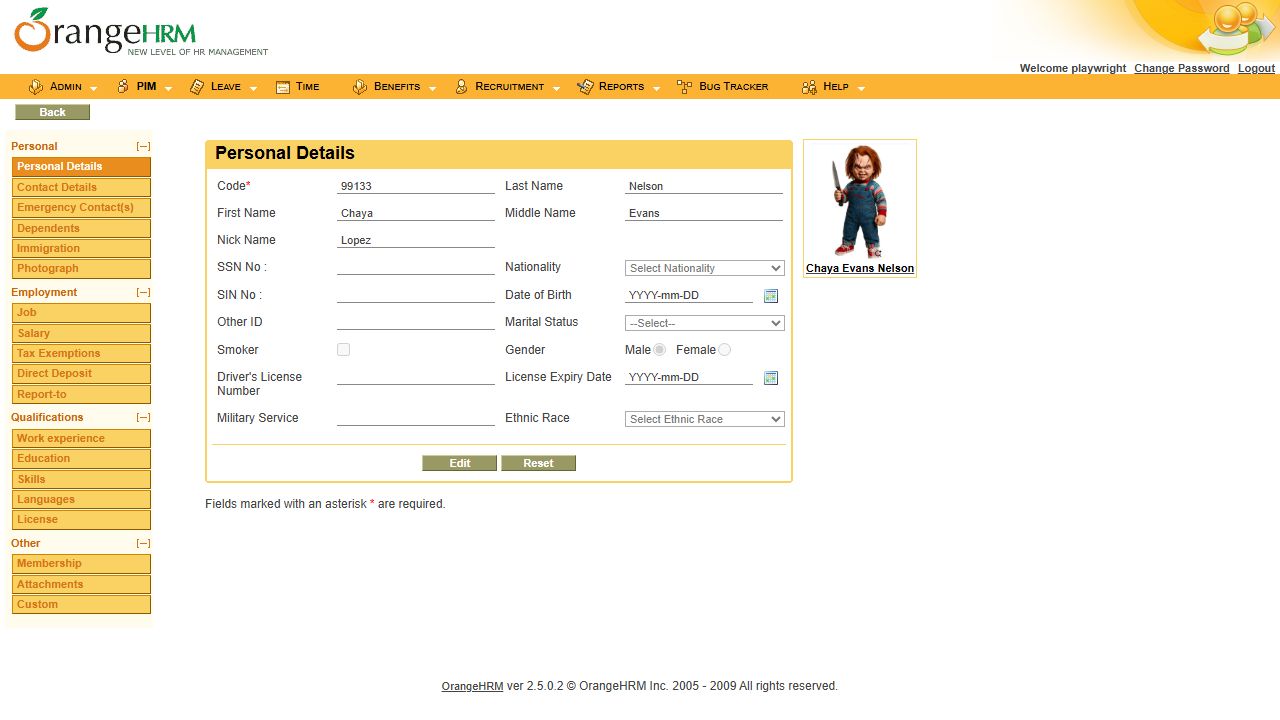 OrangeHRM
NEW LEVEL OF HR MANAGEMENT
Welcome playwright Change Password Logout
ADMIN PIM LEAVE TIME BENEFITS RECRUITMENT REPORTS BUG TRACKER HELP
Back
Personal [—]
Personal Details
Contact Details
Emergency Contact(s)
Dependents
Immigration
Photograph
Employment [—]
Job
Salary
Tax Exemptions
Direct Deposit
Report-to
Qualifications [—]
Work experience
Education
Skills
Languages
License
Other [—]
Membership
Attachments
Custom
Personal Details
Code* 99133 Last Name Nelson
First Name Chaya Middle Name Evans
Nick Name Lopez
SSN No : Nationality Select Nationality
SIN No : Date of Birth YYYY-mm-DD
Other ID Marital Status --Select--
Smoker Gender Male Female
Driver's License Number License Expiry Date YYYY-mm-DD
Military Service Ethnic Race Select Ethnic Race
Edit Reset
Fields marked with an asterisk * are required.
Chaya Evans Nelson
OrangeHRM ver 2.5.0.2 © OrangeHRM Inc. 2005 - 2009 All rights reserved.